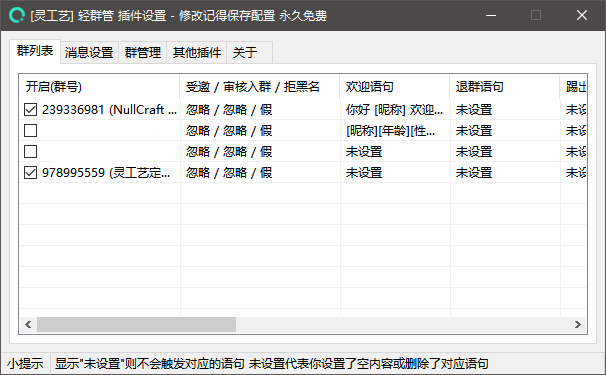 [灵工艺] 轻群管 插件设置 - 修改记得保存配置 永久免费
群列表 消息设置 群管理 其他插件 关于
开启(群号) 受邀 / 审核入群 / 拒黑名 欢迎语句 退群语句 踢出
239336981 (NullCraft ... 忽略 / 忽略 / 假 你好 [昵称] 欢迎... 未设置 未设
忽略 / 忽略 / 假 [昵称][年龄][性... 未设置 未设
忽略 / 忽略 / 假 未设置 未设置 未设
978995559 (灵工艺定... 忽略 / 忽略 / 假 未设置 未设置 未设
小提示 显示"未设置"则不会触发对应的语句 未设置代表你设置了空内容或删除了对应语句